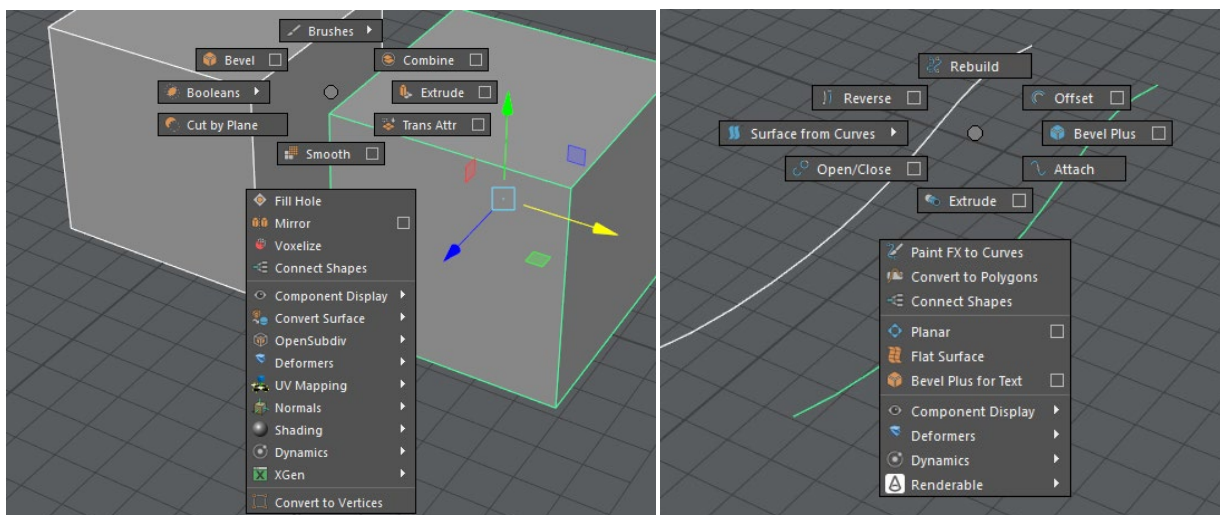 Brushes
Bevel
Combine
Booleans
Extrude
Cut by Plane
Trans Attr
Smooth
Fill Hole
Mirror
Voxelize
Connect Shapes
Component Display
Convert Surface
OpenSubdiv
Deformers
UV Mapping
Normals
Shading
Dynamics
XGen
Convert to Vertices
Rebuild
Reverse
Offset
Surface from Curves
Bevel Plus
Open/Close
Attach
Extrude
Paint FX to Curves
Convert to Polygons
Connect Shapes
Planar
Flat Surface
Bevel Plus for Text
Component Display
Deformers
Dynamics
Renderable